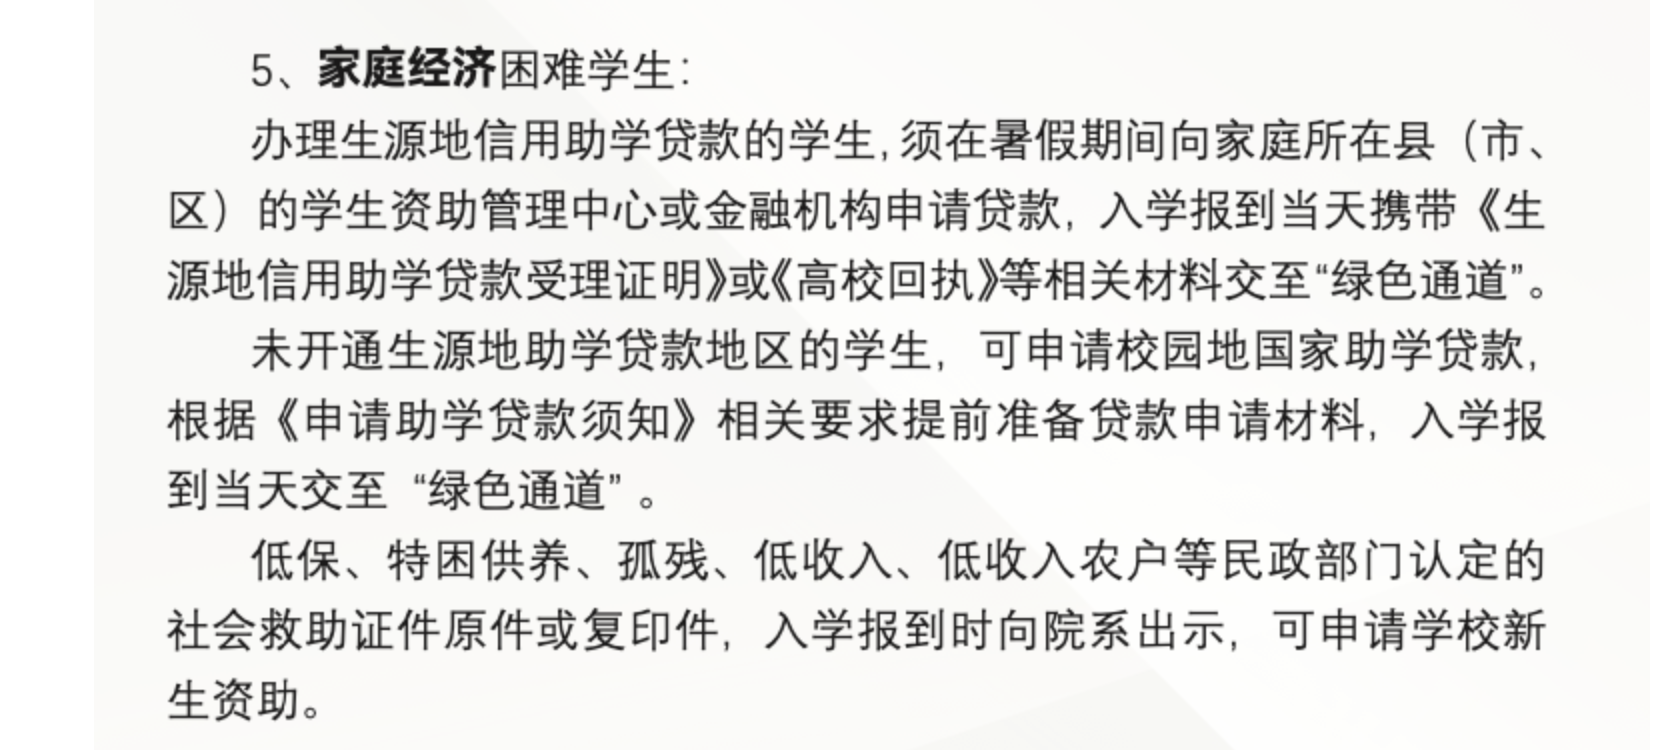 5、家庭经济困难学生：
办理生源地信用助学贷款的学生，须在暑假期间向家庭所在县（市、
区）的学生资助管理中心或金融机构申请贷款，入学报到当天携带《生
源地信用助学贷款受理证明》或《高校回执》等相关材料交至“绿色通道”。
未开通生源地助学贷款地区的学生，可申请校园地国家助学贷款，
根据《申请助学贷款须知》相关要求提前准备贷款申请材料，入学报
到当天交至“绿色通道”。
低保、特困供养、孤残、低收入、低收入农户等民政部门认定的
社会救助证件原件或复印件，入学报到时向院系出示，可申请学校新
生资助。